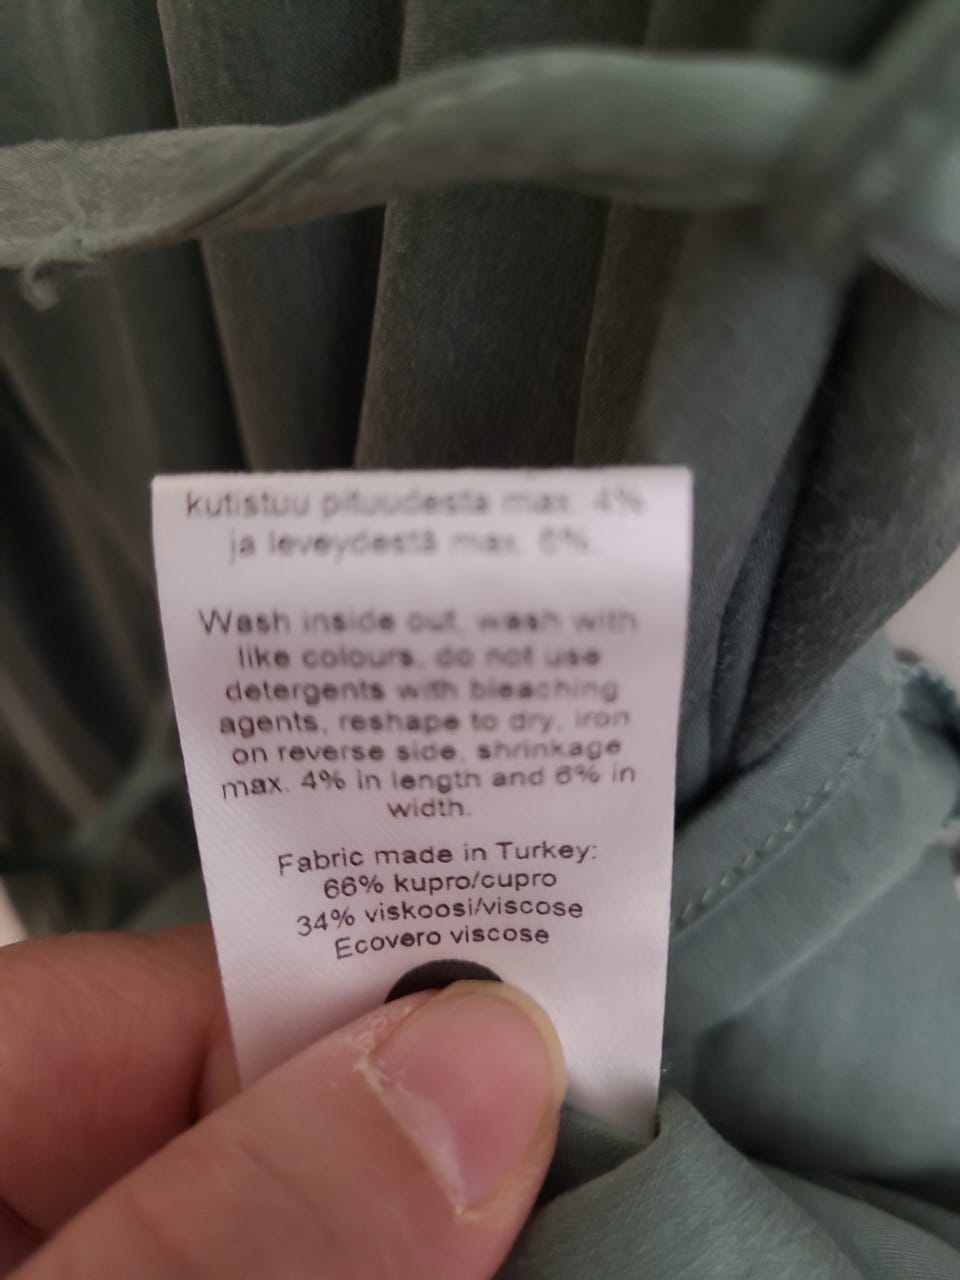 kutistuu pituudesta max. 4%
ja leveydestä max. 6%.
Wash inside out, wash with
like colours, do not use
detergents with bleaching
agents, reshape to dry, iron
on reverse side, shrinkage
max. 4% in length and 6% in
width.
Fabric made in Turkey:
66% kupro/cupro
34% viskoosi/viscose
Ecovero viscose